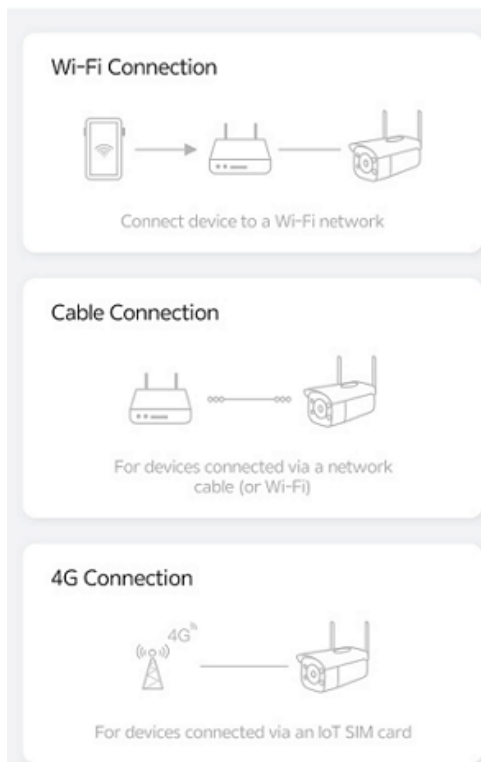 Wi-Fi Connection
Connect device to a Wi-Fi network
Cable Connection
For devices connected via a network
cable (or Wi-Fi)
4G Connection
4G
For devices connected via an IoT SIM card